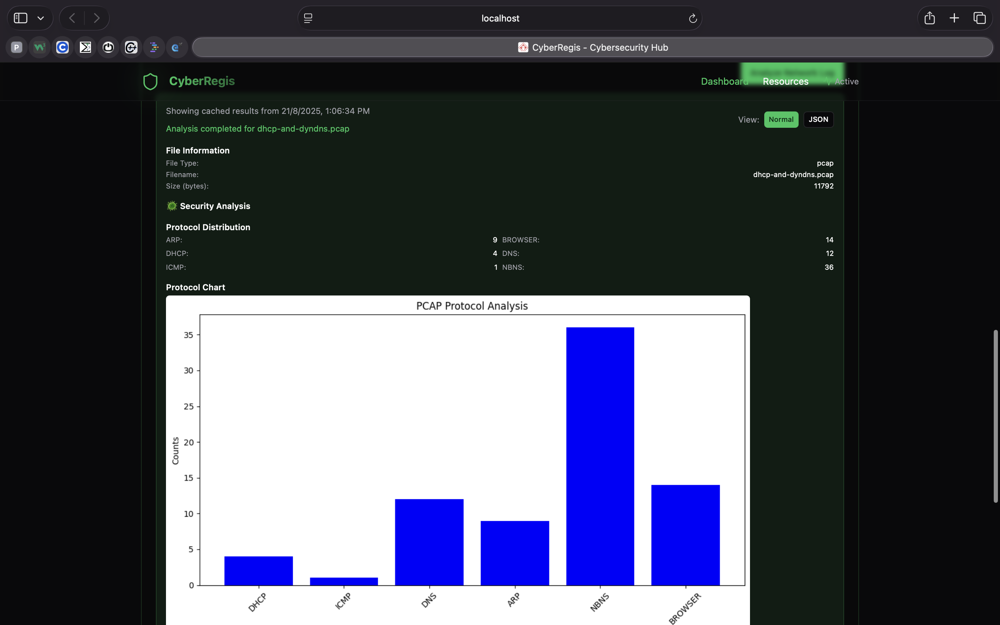 localhost
P
W3
C
C++
e
CyberRegis - Cybersecurity Hub
CyberRegis
Dashboard
Resources
Active
Showing cached results from 21/8/2025, 1:06:34 PM
View:
Normal
JSON
Analysis completed for dhcp-and-dyndns.pcap
File Information
File Type: pcap
Filename: dhcp-and-dyndns.pcap
Size (bytes): 11792
Security Analysis
Protocol Distribution
ARP: 9 BROWSER: 14
DHCP: 4 DNS: 12
ICMP: 1 NBNS: 36
Protocol Chart
PCAP Protocol Analysis
35
30
25
20
15
10
5
0
Counts
DHCP
ICMP
DNS
ARP
NBNS
BROWSER